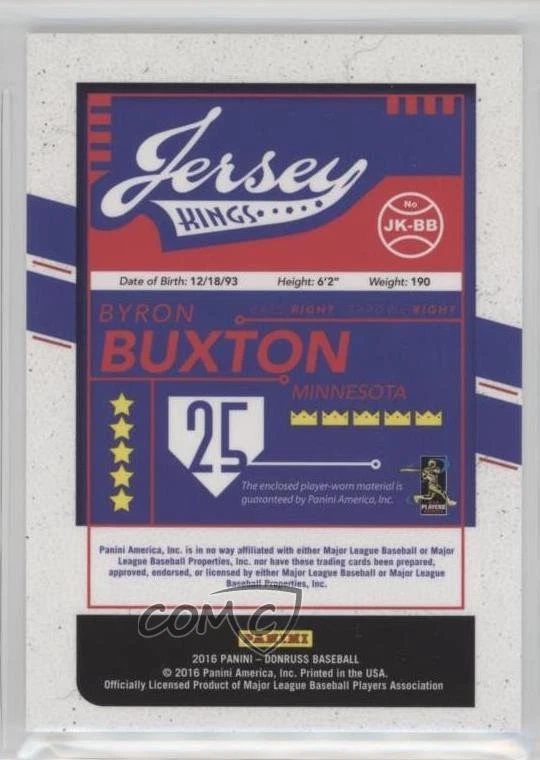 Jersey
KINGS
No
JK-BB
Date of Birth: 12/18/93 Height: 6'2" Weight: 190
BYRON
BATS: RIGHT THROWS: RIGHT
BUXTON
MINNESOTA
25
The enclosed player-worn material is
guaranteed by Panini America, Inc.
PLAYERS
Panini America, Inc. is in no way affiliated with either Major League Baseball or Major
League Baseball Properties, Inc. nor have these trading cards been prepared,
approved, endorsed, or licensed by either Major League Baseball or Major League
Baseball Properties, Inc.
COMC
PANINI
2016 PANINI – DONRUSS BASEBALL
© 2016 Panini America, Inc. Printed in the USA.
Officially Licensed Product of Major League Baseball Players Association